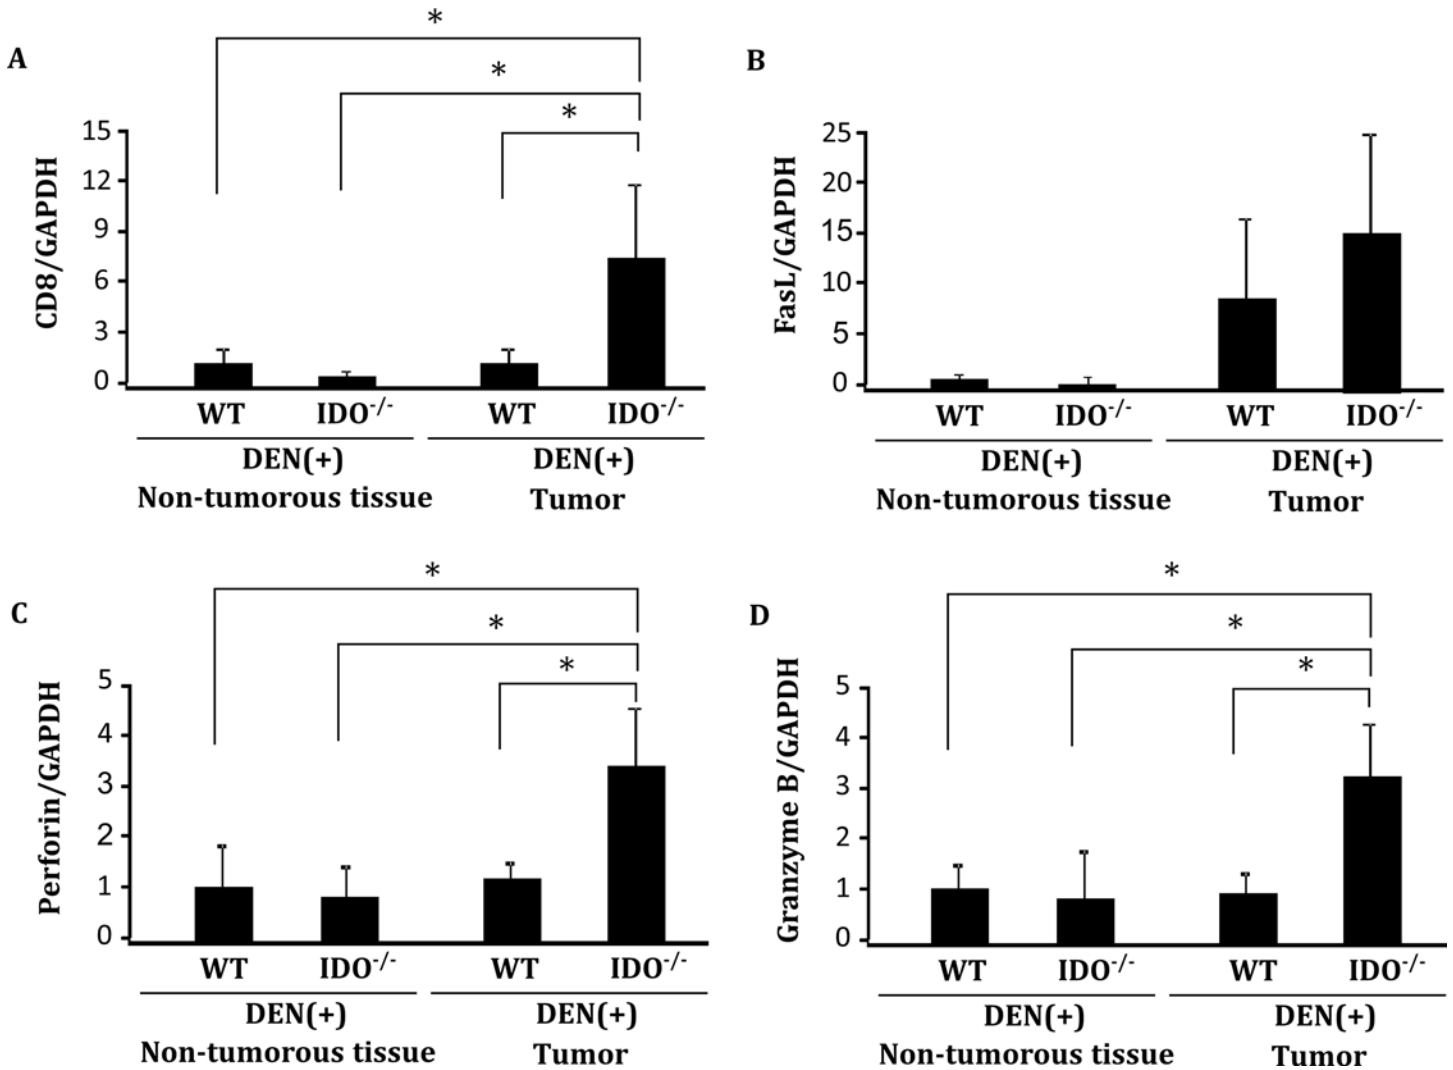 A
*
*
*
CD8/GAPDH
15
12
9
6
3
0
WT IDO-/- WT IDO-/-
DEN(+) DEN(+)
Non-tumorous tissue Tumor
B
FasL/GAPDH
25
20
15
10
5
0
WT IDO-/- WT IDO-/-
DEN(+) DEN(+)
Non-tumorous tissue Tumor
C
*
*
*
Perforin/GAPDH
5
4
3
2
1
0
WT IDO-/- WT IDO-/-
DEN(+) DEN(+)
Non-tumorous tissue Tumor
D
*
*
*
Granzyme B/GAPDH
5
4
3
2
1
0
WT IDO-/- WT IDO-/-
DEN(+) DEN(+)
Non-tumorous tissue Tumor